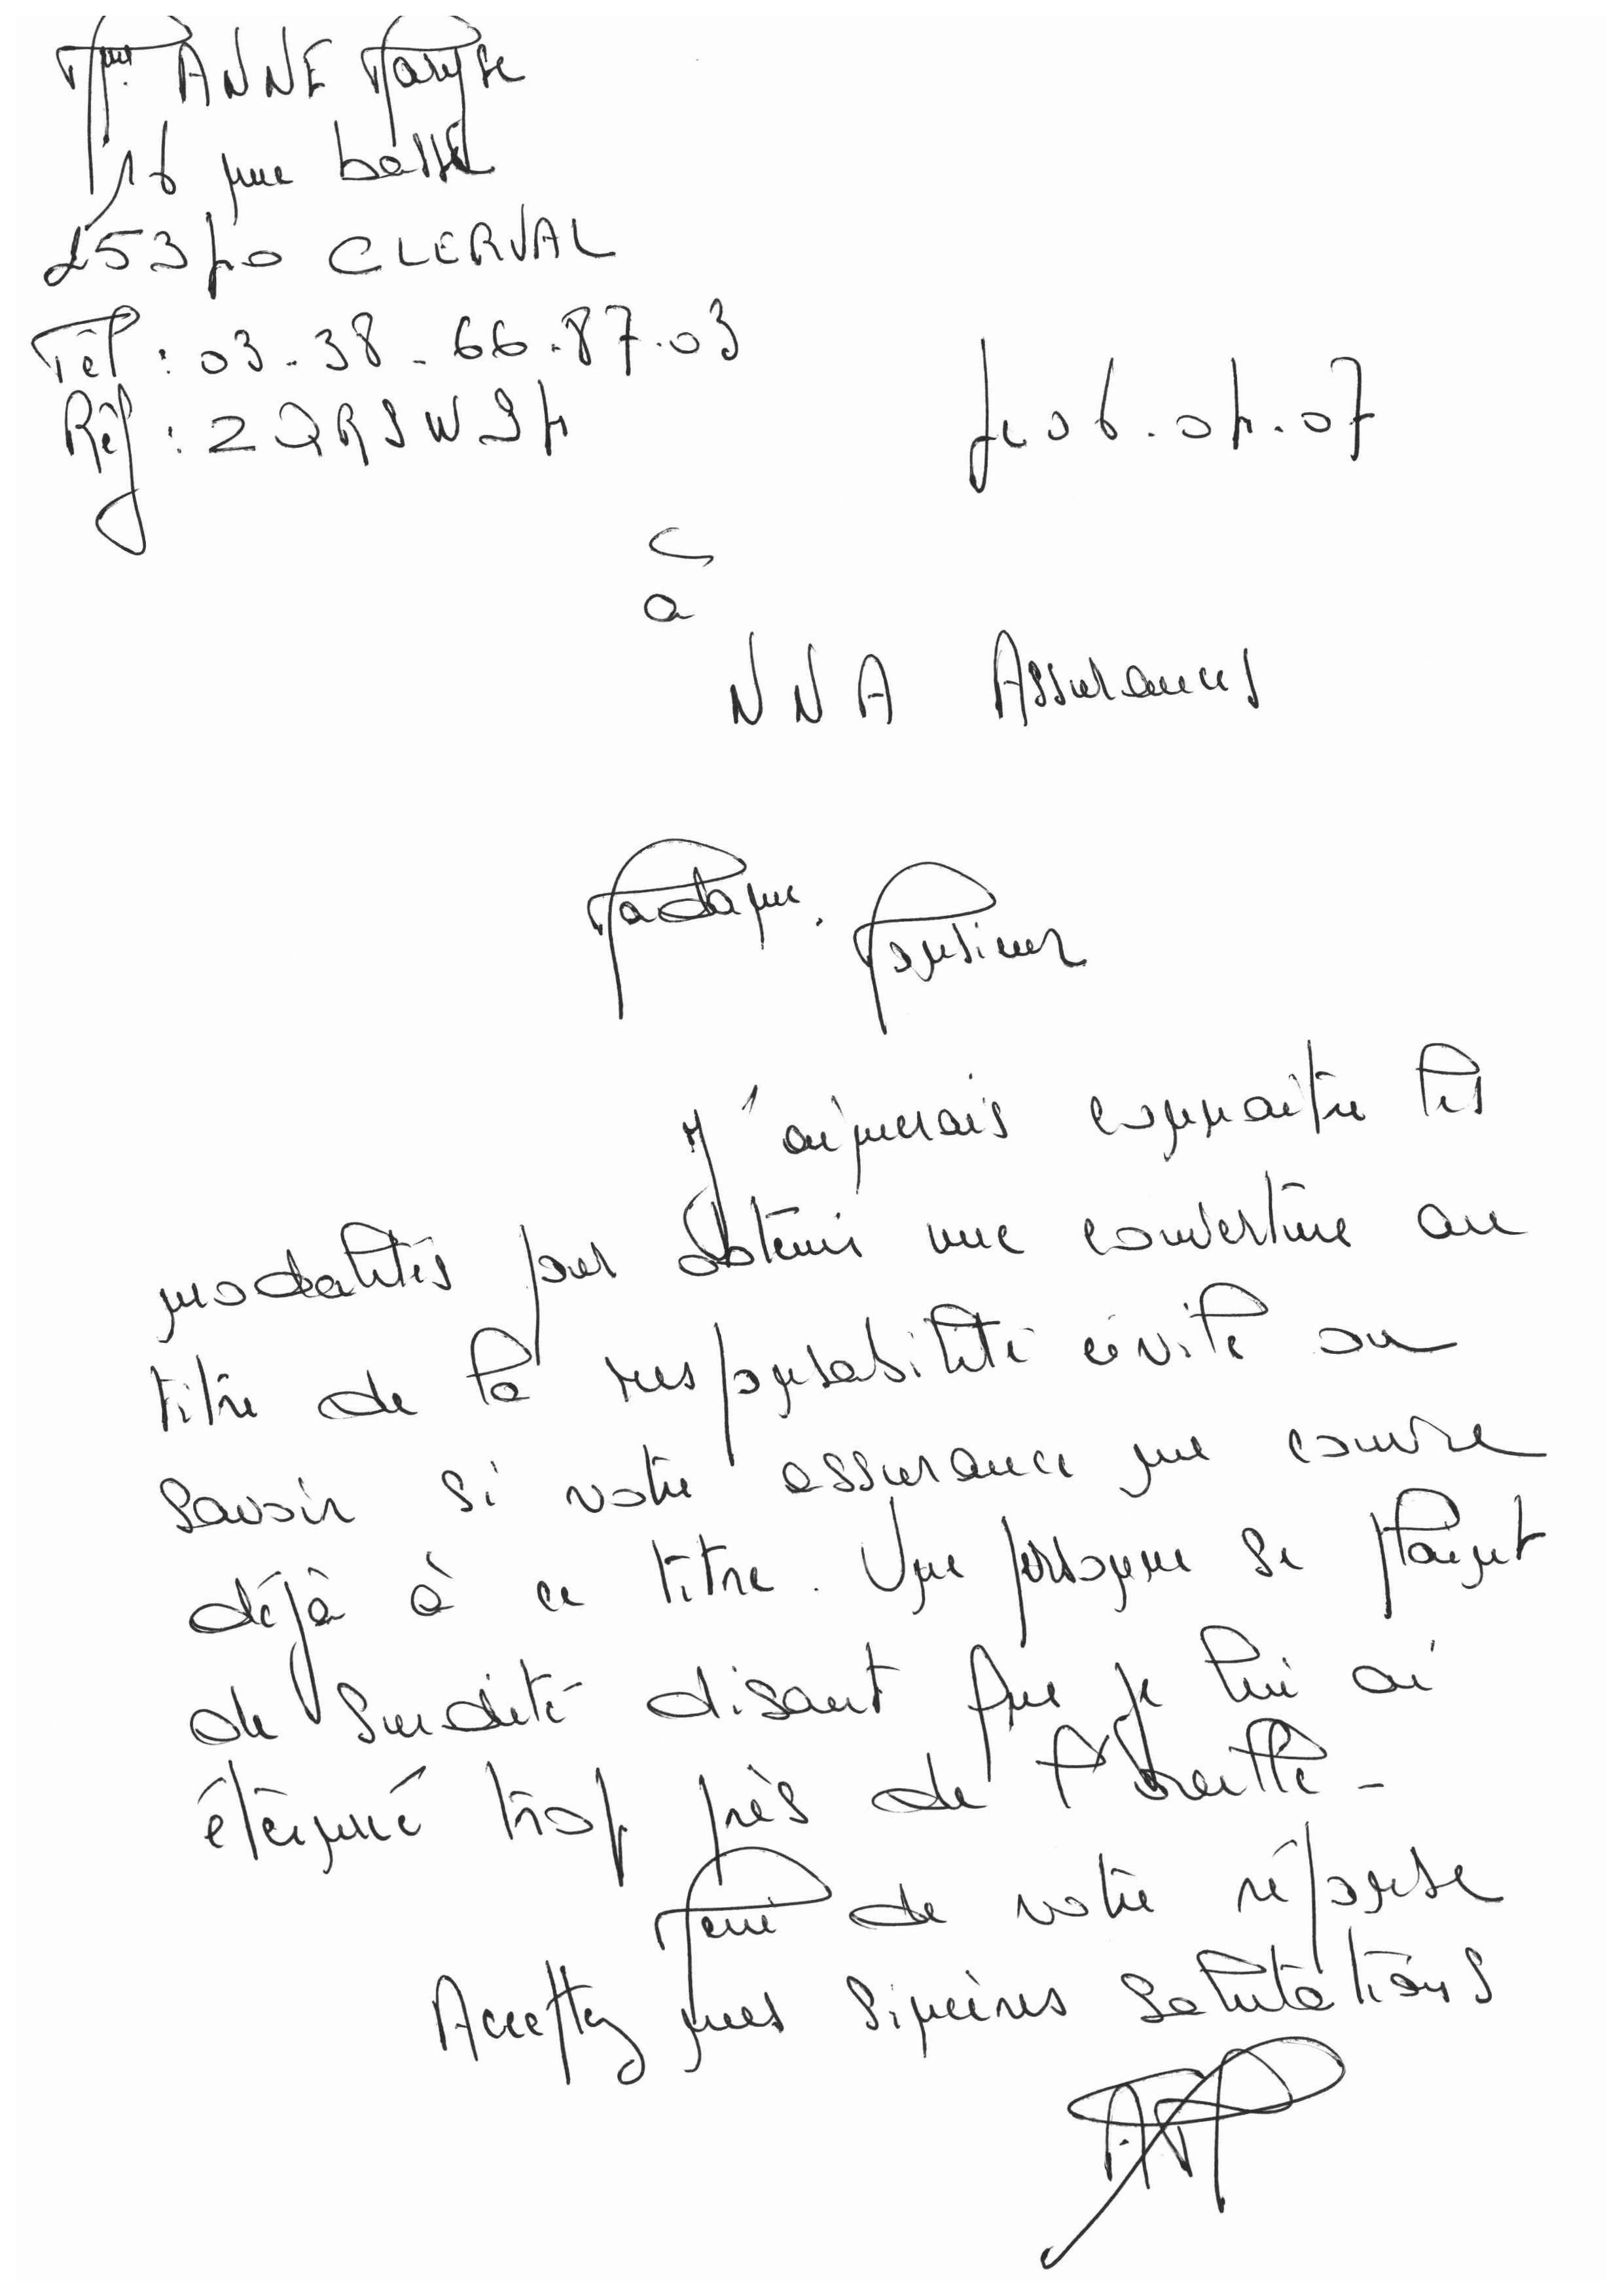 Mme ANNE Maryse
16 rue basse
25340 CLERVAL
Tél : 03.38.66.87.03
Réf : 2QRSW94
le 06.04.07
à
NNA Assurances
Madame, Monsieur
J'aimerais connaitre les
modalités pour obtenir une couverture au
titre de la responsabilité civile ou
savoir si votre assurance me couvre
déjà à ce titre. Une personne se plaint
de surdité disant que je lui ai
éternué trop près de l'oreille.
Merci de votre réponse
Acceptez mes sincères salutations